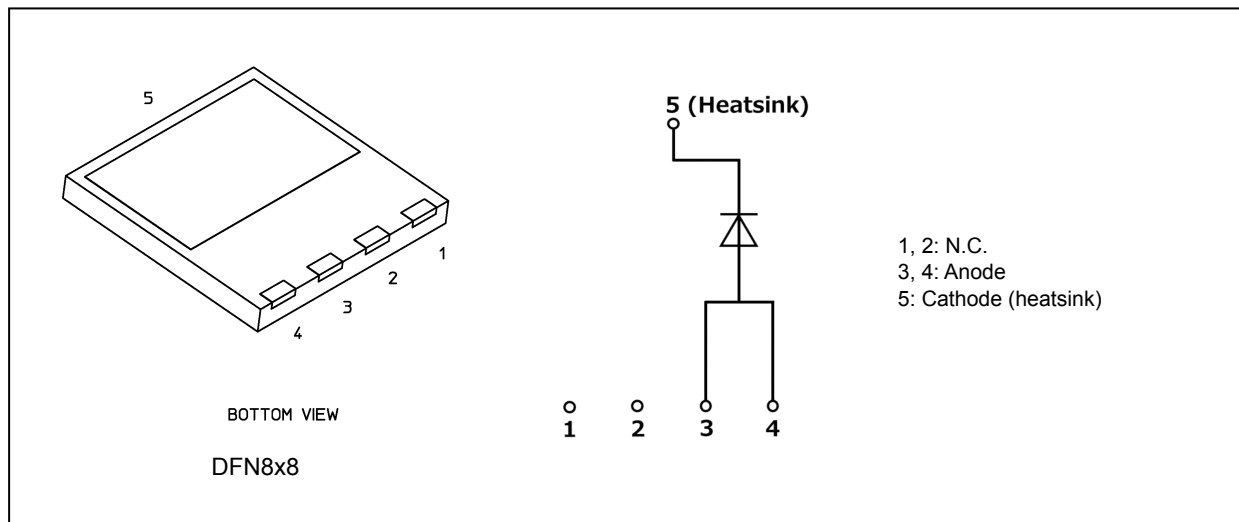 5
1
2
3
4
BOTTOM VIEW
DFN8x8
5 (Heatsink)
1
2
3
4
1, 2: N.C.
3, 4: Anode
5: Cathode (heatsink)